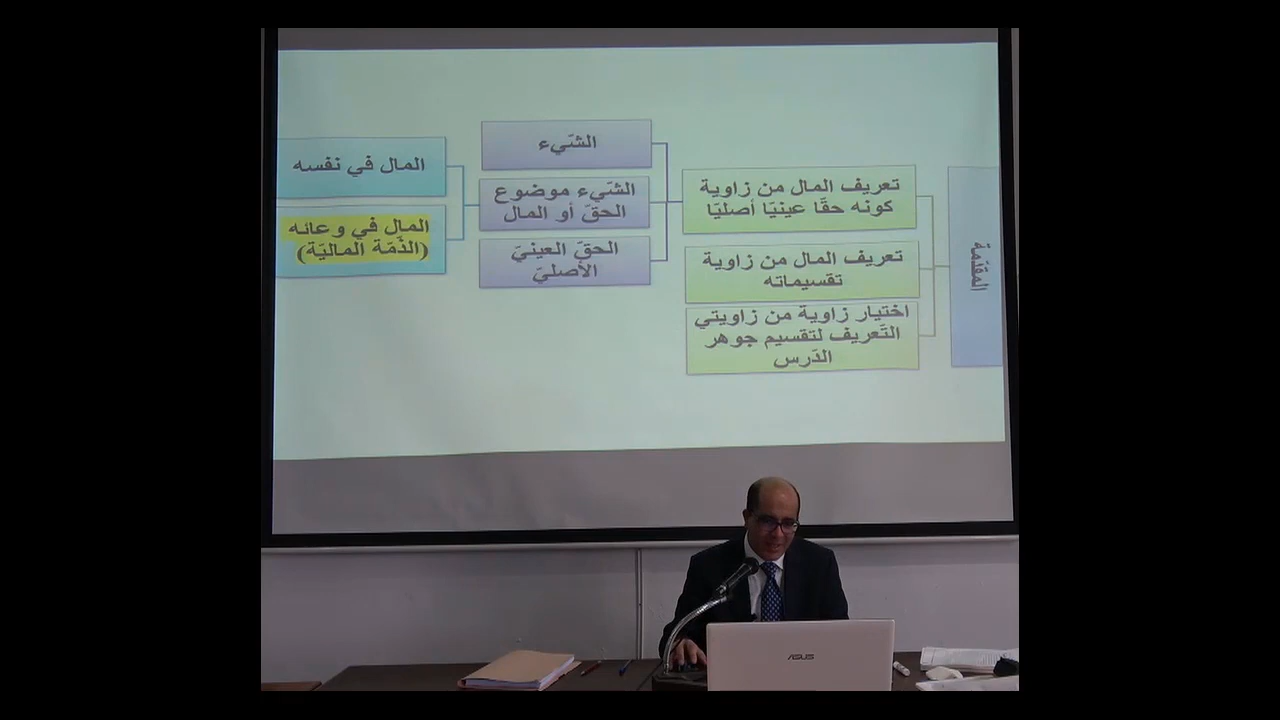 المقدّمة
تعريف المال من زاوية
كونه حقّا عينيّا أصليّا
تعريف المال من زاوية
تقسيماته
اختيار زاوية من زاويتي
التّعريف لتقسيم جوهر
الدّرس
الشّيء
الشّيء موضوع
الحقّ أو المال
الحقّ العينيّ
الأصليّ
المال في نفسه
المال في وعائه
(الذّمّة الماليّة)
ASUS